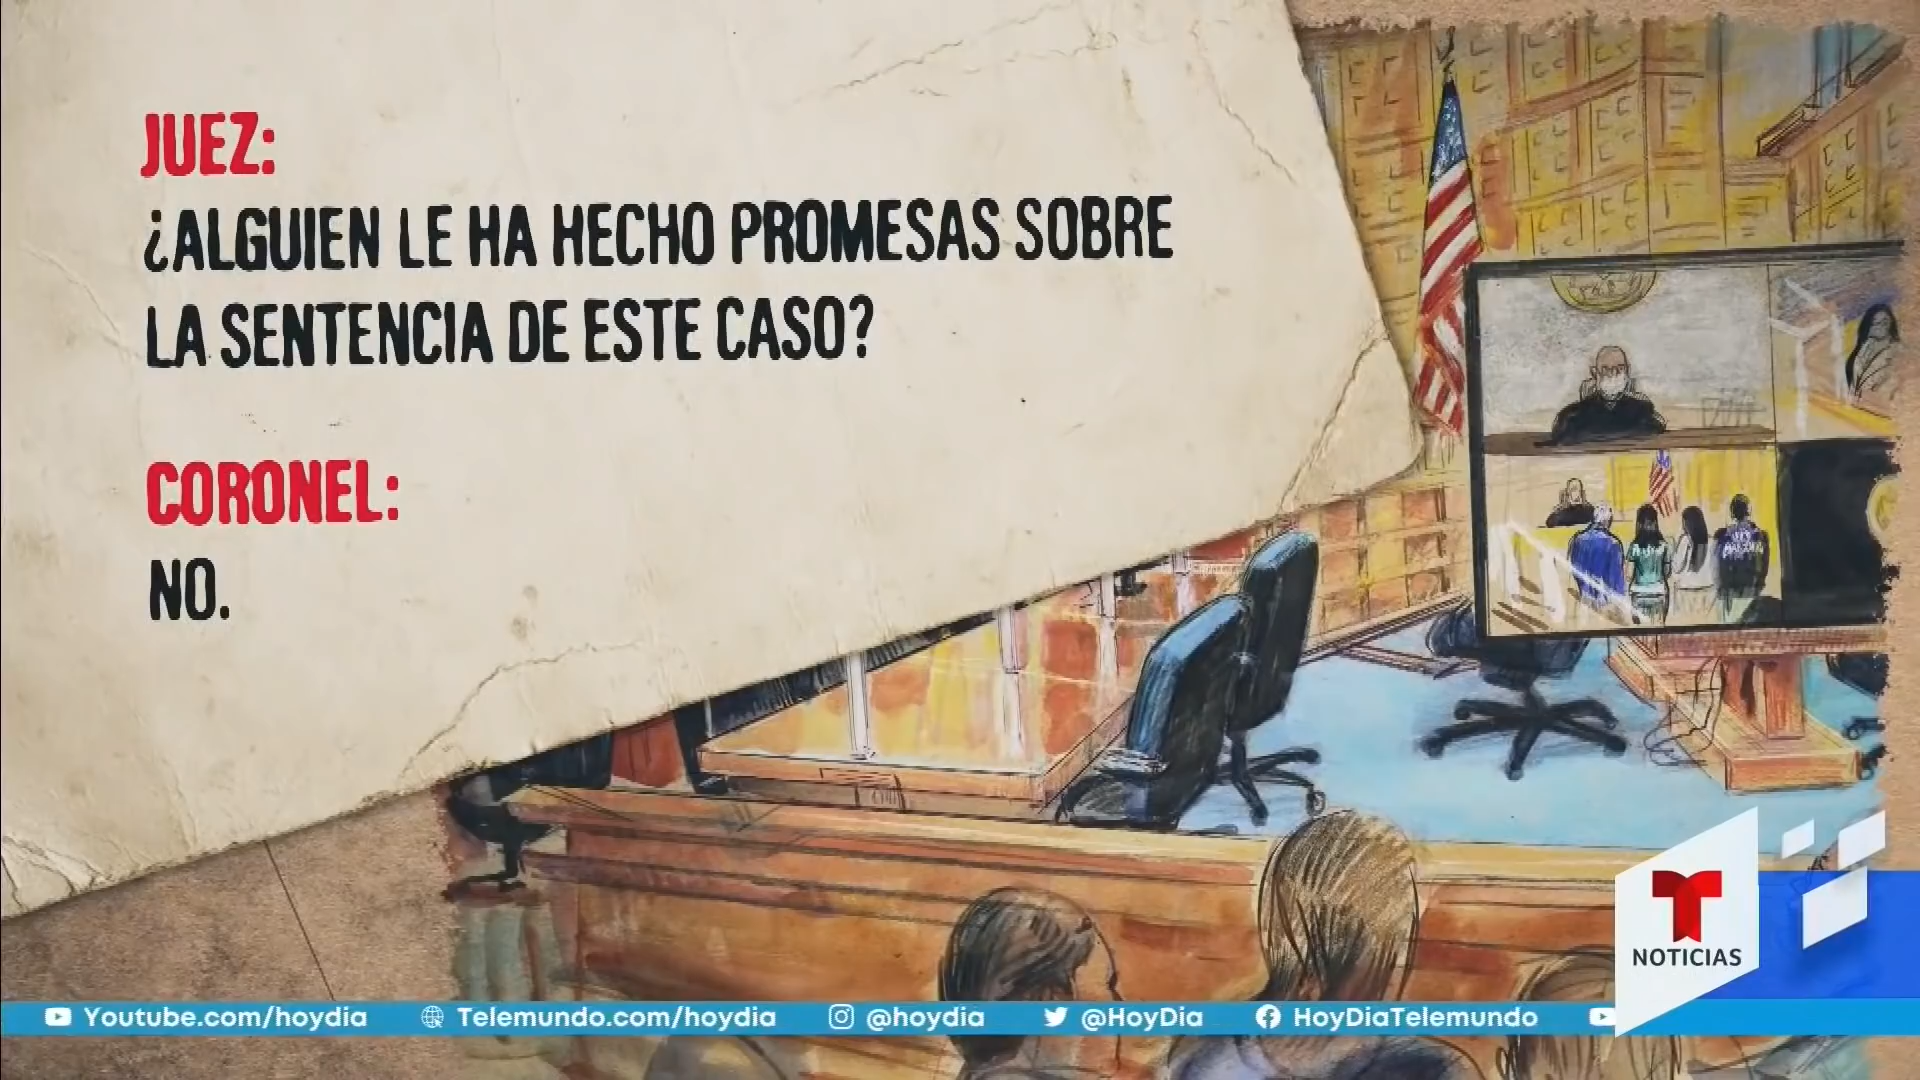 JUEZ:
¿ALGUIEN LE HA HECHO PROMESAS SOBRE
LA SENTENCIA DE ESTE CASO?
CORONEL:
NO.
T
NOTICIAS
Youtube.com/hoydia
Telemundo.com/hoydia
@hoydia
@HoyDia
HoyDiaTelemundo